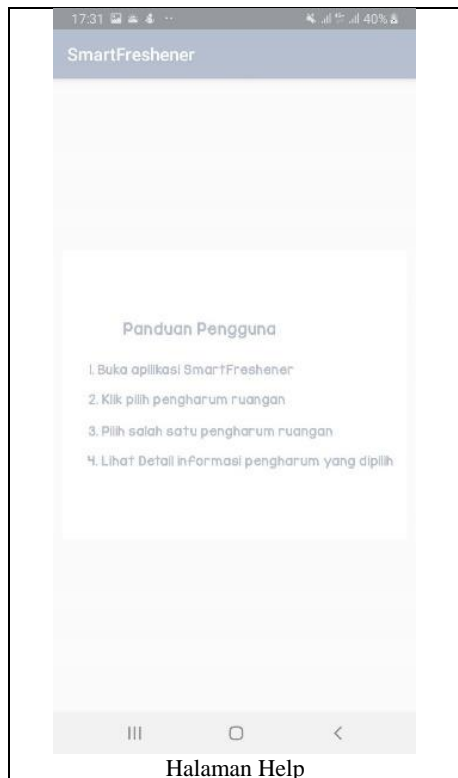 17:31 40%
SmartFreshener
Panduan Pengguna
1. Buka apilikasi SmartFreshener
2. Klik pilih pengharum ruangan
3. Pilih salah satu pengharum ruangan
4. Lihat Detail informasi pengharum yang dipilih
Halaman Help